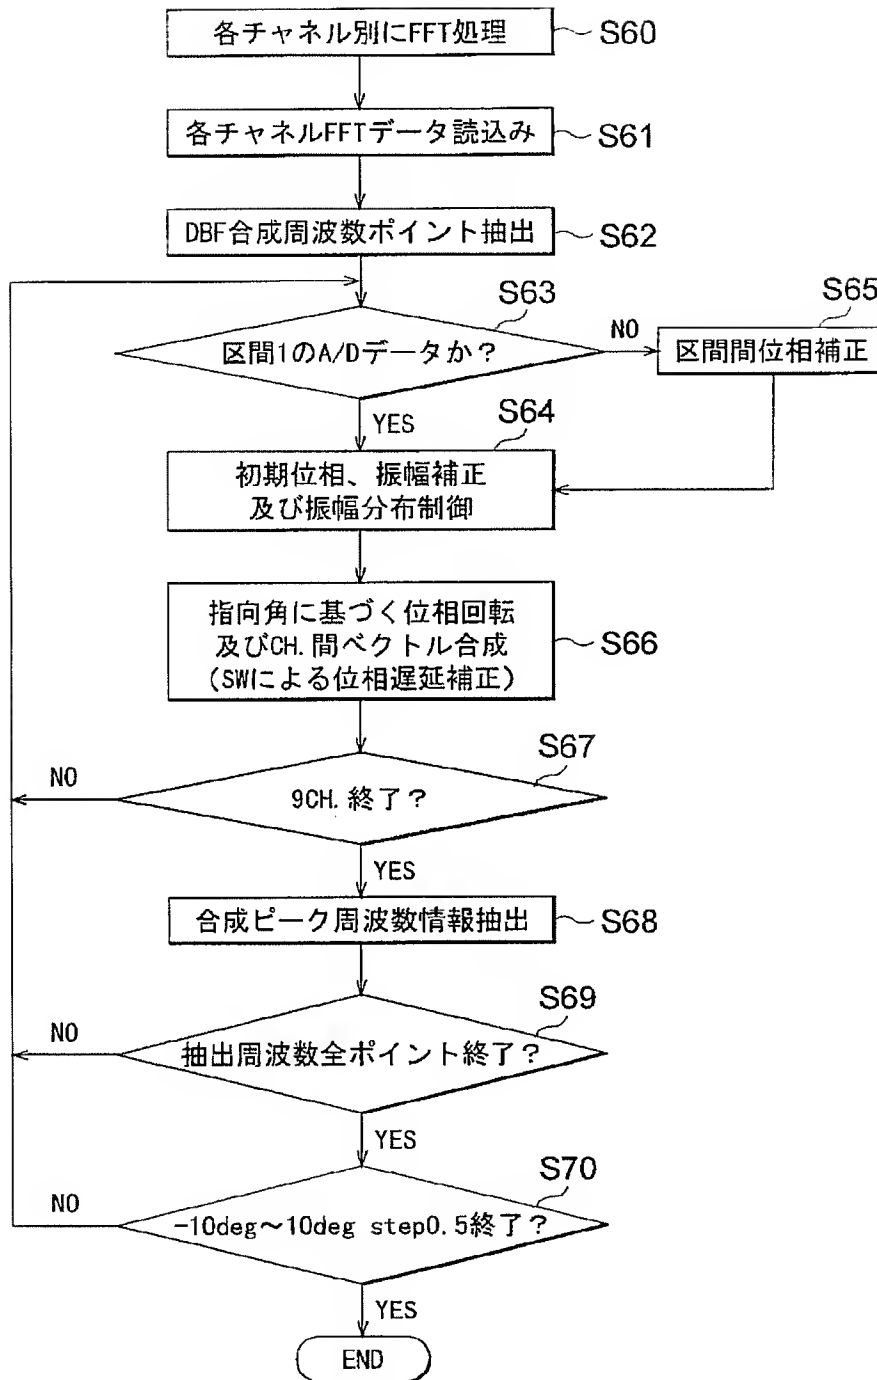 各チャネル別にFFT処理
S60
各チャネルFFTデータ読込み
S61
DBF合成周波数ポイント抽出
S62
S63
区間1のA/Dデータか?
NO
S65
区間間位相補正
YES
S64
初期位相、振幅補正
及び振幅分布制御
指向角に基づく位相回転
及びCH.間ベクトル合成
(SWによる位相遅延補正)
S66
S67
NO
9CH.終了?
YES
合成ピーク周波数情報抽出
S68
S69
NO
抽出周波数全ポイント終了?
YES
S70
NO
-10deg~10deg step0.5終了?
YES
END